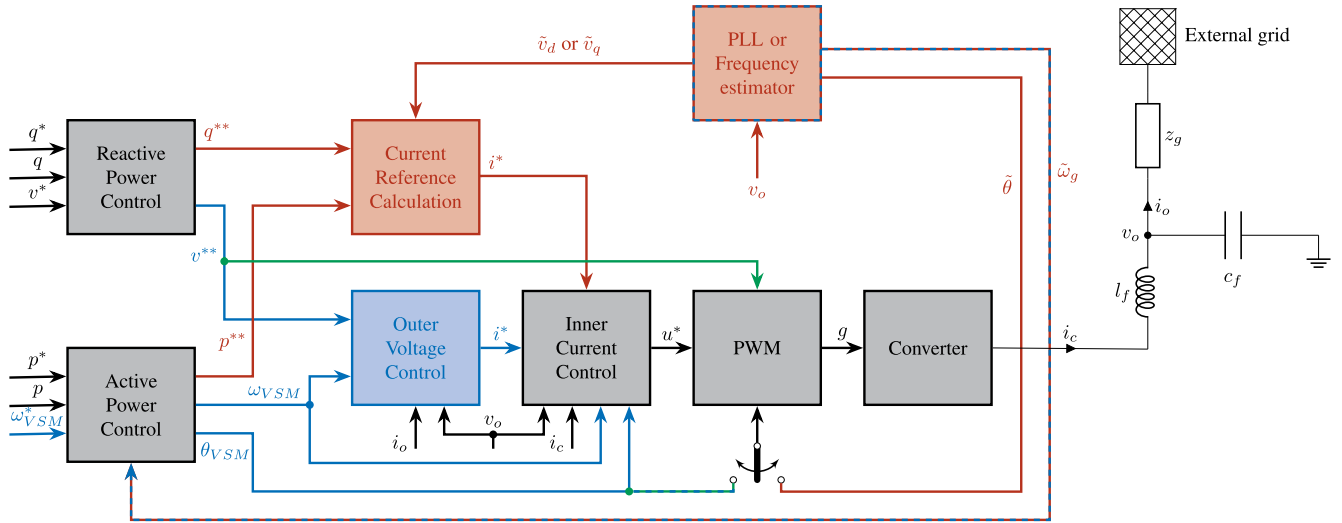 ṽ_d or ṽ_q
PLL or
Frequency
estimator
External grid
q*
q
v*
Reactive
Power
Control
q**
Current
Reference
Calculation
i*
v_o
θ̃
ω̃_g
z_g
i_o
v_o
c_f
l_f
v**
p**
Outer
Voltage
Control
i*
Inner
Current
Control
u*
PWM
g
Converter
i_c
p*
p
ω*_VSM
Active
Power
Control
ω_VSM
θ_VSM
i_o
v_o
i_c